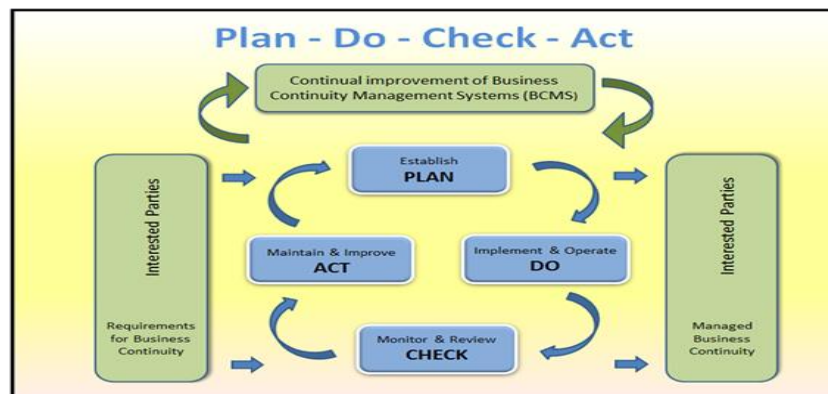 Plan - Do - Check - Act
Continual improvement of Business
Continuity Management Systems (BCMS)
Interested Parties
Requirements
for Business
Continuity
Establish
PLAN
Implement & Operate
DO
Maintain & Improve
ACT
Monitor & Review
CHECK
Interested Parties
Managed
Business
Continuity